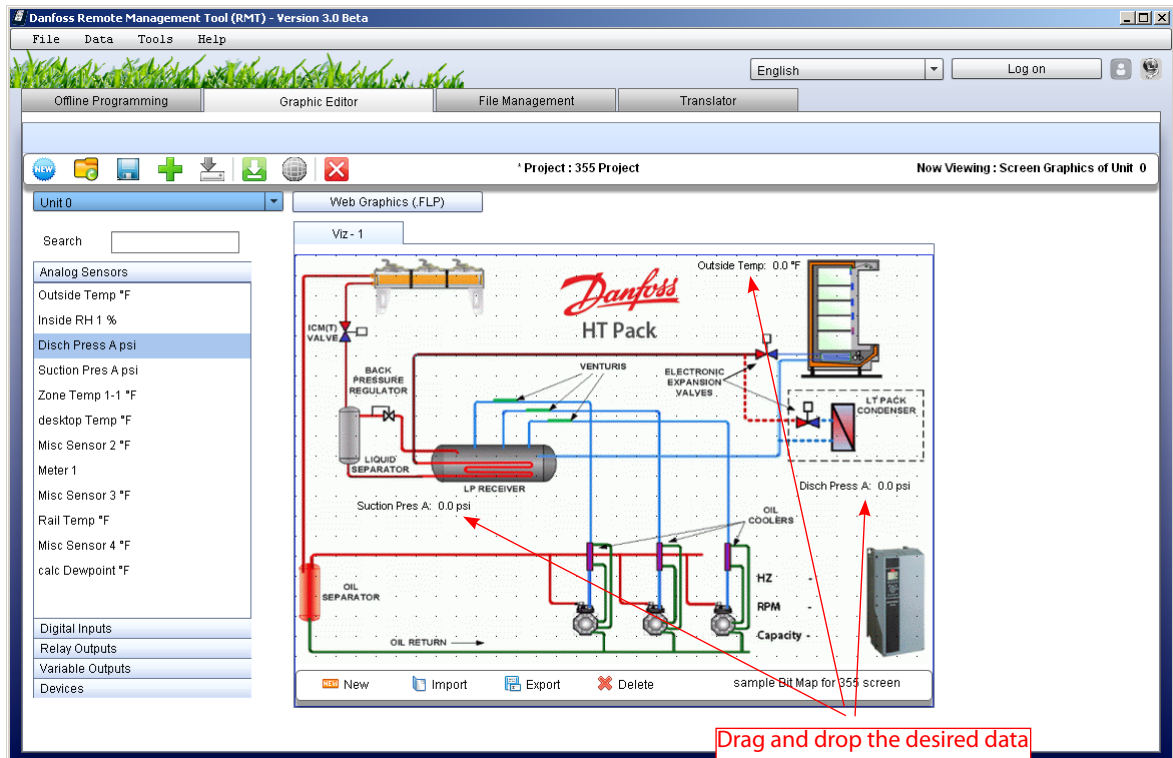 Danfoss Remote Management Tool (RMT) - Version 3.0 Beta
File Data Tools Help
English
Log on
Offline Programming
Graphic Editor
File Management
Translator
NEW
* Project : 355 Project
Now Viewing : Screen Graphics of Unit 0
Unit 0
Web Graphics (.FLP)
Search
Viz - 1
Analog Sensors
Outside Temp °F
Inside RH 1 %
Disch Press A psi
Suction Pres A psi
Zone Temp 1-1 °F
desktop Temp °F
Misc Sensor 2 °F
Meter 1
Misc Sensor 3 °F
Rail Temp °F
Misc Sensor 4 °F
calc Dewpoint °F
Digital Inputs
Relay Outputs
Variable Outputs
Devices
Outside Temp: 0.0 °F
Danfoss
HT Pack
ICM(T)
VALVE
BACK
PRESSURE
REGULATOR
VENTURIS
ELECTRONIC
EXPANSION
VALVES
LT PACK
CONDENSER
LIQUID
SEPARATOR
LP RECEIVER
Disch Press A: 0.0 psi
Suction Pres A: 0.0 psi
OIL
COOLERS
OIL
SEPARATOR
HZ -
RPM -
Capacity -
OIL RETURN
NEW New
Import
Export
Delete
sample Bit Map for 355 screen
Drag and drop the desired data